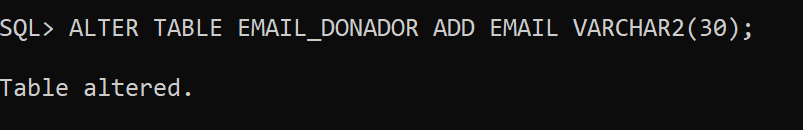 SQL> ALTER TABLE EMAIL_DONADOR ADD EMAIL VARCHAR2(30);
Table altered.